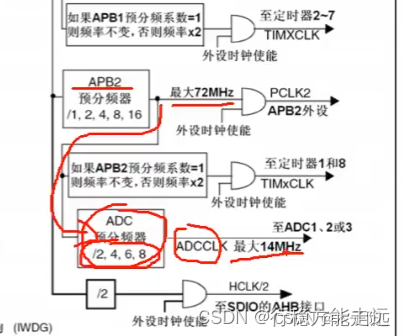 如果APB1预分频系数=1
则频率不变，否则频率x2
至定时器2~7
TIMXCLK
外设时钟使能
APB2
预分频器
/1, 2, 4, 8, 16
最大72MHz
PCLK2
APB2外设
外设时钟使能
如果APB2预分频系数=1
则频率不变，否则频率x2
至定时器1和8
TIMxCLK
外设时钟使能
ADC
预分频器
/2, 4, 6, 8
至ADC1、2或3
ADCCLK
最大14MHz
/2
HCLK/2
至SDIO的AHB接口
外设时钟使能
(IWDG)